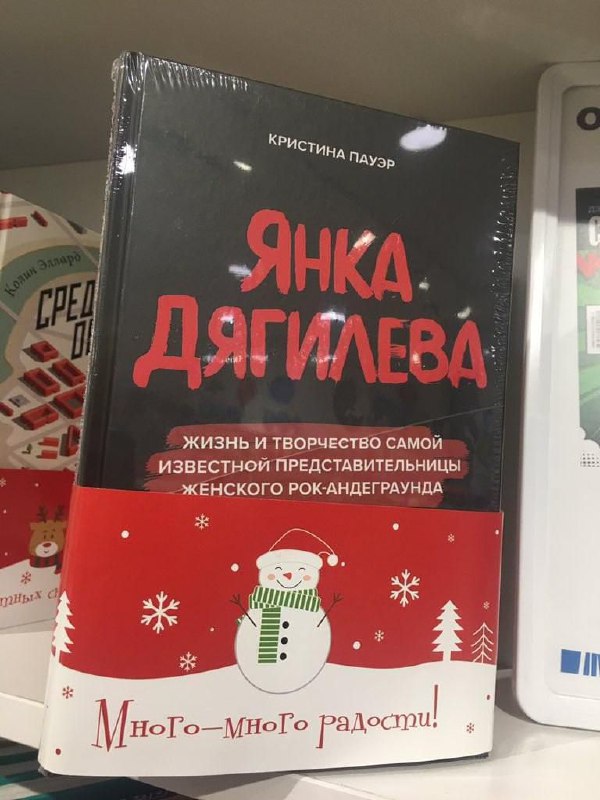 КРИСТИНА ПАУЭР
ЯНКА
ДЯГИЛЕВА
ЖИЗНЬ И ТВОРЧЕСТВО САМОЙ
ИЗВЕСТНОЙ ПРЕДСТАВИТЕЛЬНИЦЫ
ЖЕНСКОГО РОК-АНДЕГРАУНДА
Много—много радости!
Колин Эллард
СРЕД